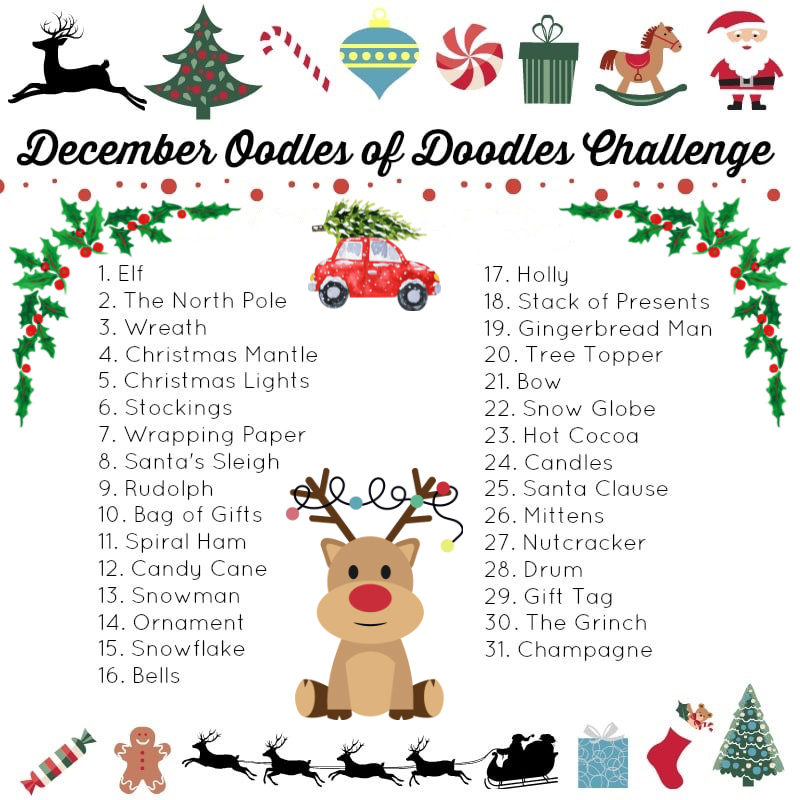 December Oodles of Doodles Challenge
1. Elf
2. The North Pole
3. Wreath
4. Christmas Mantle
5. Christmas Lights
6. Stockings
7. Wrapping Paper
8. Santa's Sleigh
9. Rudolph
10. Bag of Gifts
11. Spiral Ham
12. Candy Cane
13. Snowman
14. Ornament
15. Snowflake
16. Bells
17. Holly
18. Stack of Presents
19. Gingerbread Man
20. Tree Topper
21. Bow
22. Snow Globe
23. Hot Cocoa
24. Candles
25. Santa Clause
26. Mittens
27. Nutcracker
28. Drum
29. Gift Tag
30. The Grinch
31. Champagne